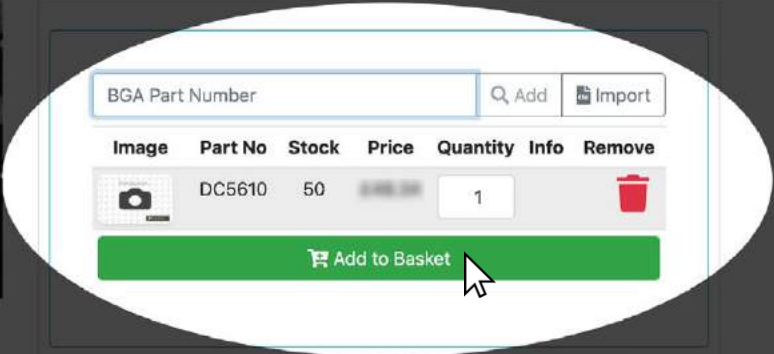 BGA Part Number Add Import
Image Part No Stock Price Quantity Info Remove
DC5610 50 1
Add to Basket